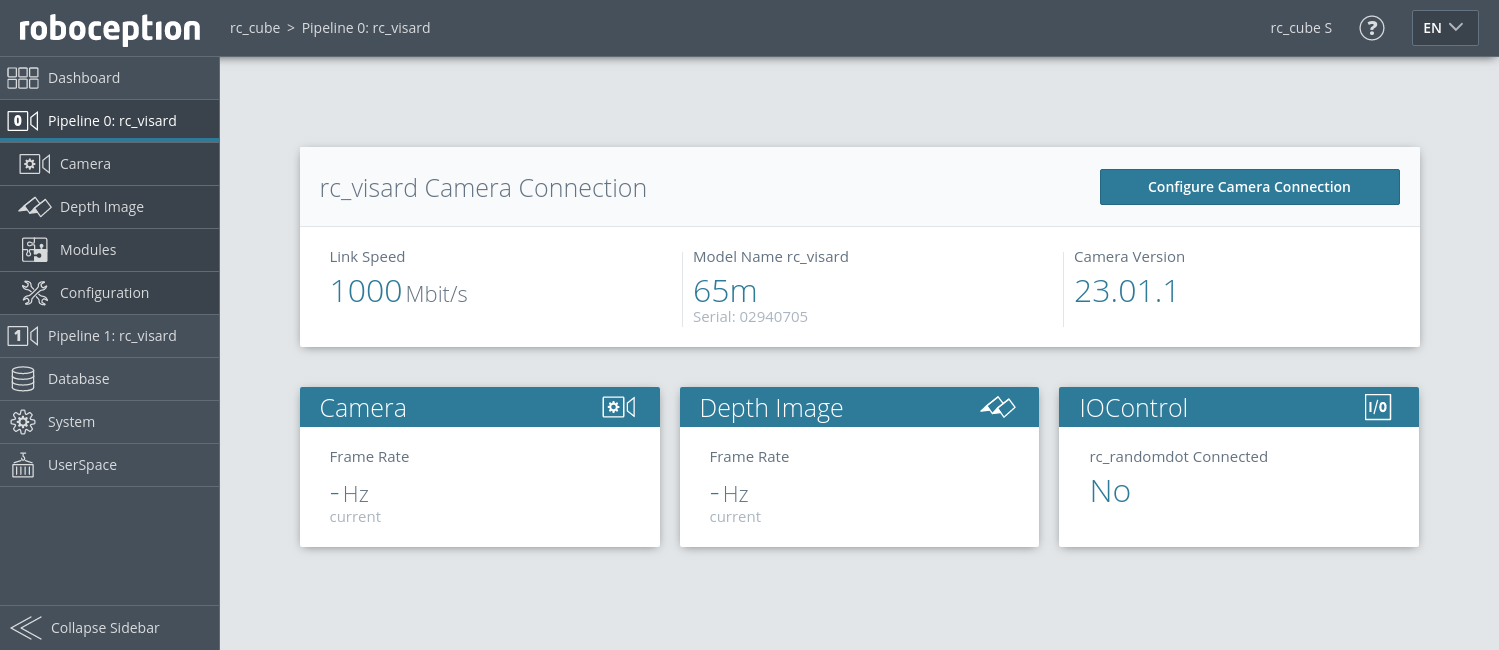 roboception
rc_cube > Pipeline 0: rc_visard
rc_cube S
?
EN
Dashboard
0 Pipeline 0: rc_visard
Camera
Depth Image
Modules
Configuration
1 Pipeline 1: rc_visard
Database
System
UserSpace
Collapse Sidebar
rc_visard Camera Connection
Configure Camera Connection
Link Speed
1000 Mbit/s
Model Name rc_visard
65m
Serial: 02940705
Camera Version
23.01.1
Camera
Frame Rate
– Hz
current
Depth Image
Frame Rate
– Hz
current
IOControl
I/O
rc_randomdot Connected
No